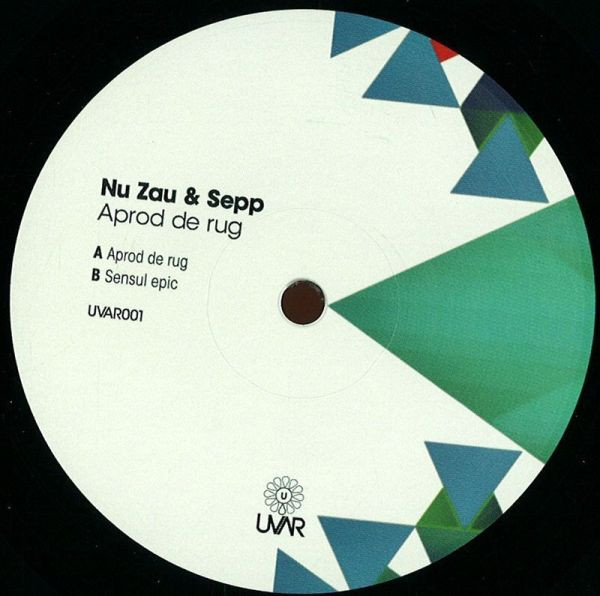 Nu Zau & Sepp
Aprod de rug
A Aprod de rug
B Sensul epic
UVAR001
U
UVAR